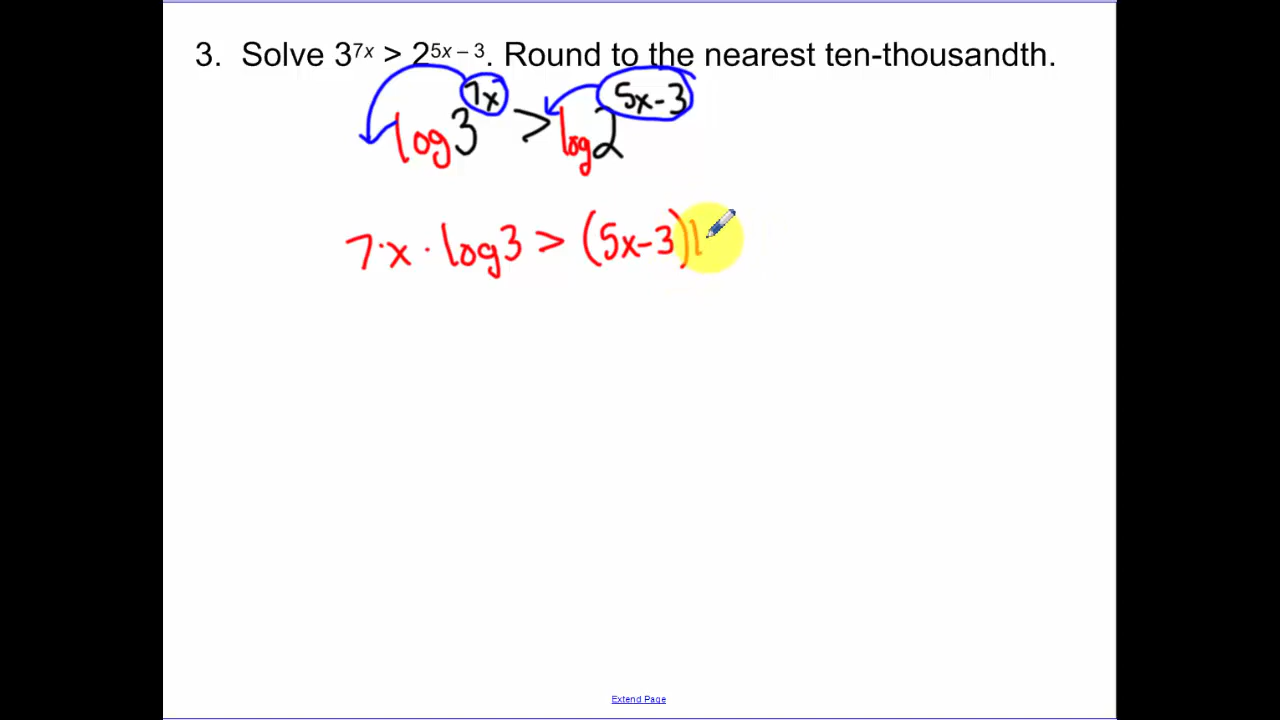 3. Solve 3^{7x} > 2^{5x – 3}. Round to the nearest ten-thousandth.
log 3^{7x} > log 2^{5x-3}
7·x·log3 > (5x-3)l
Extend Page